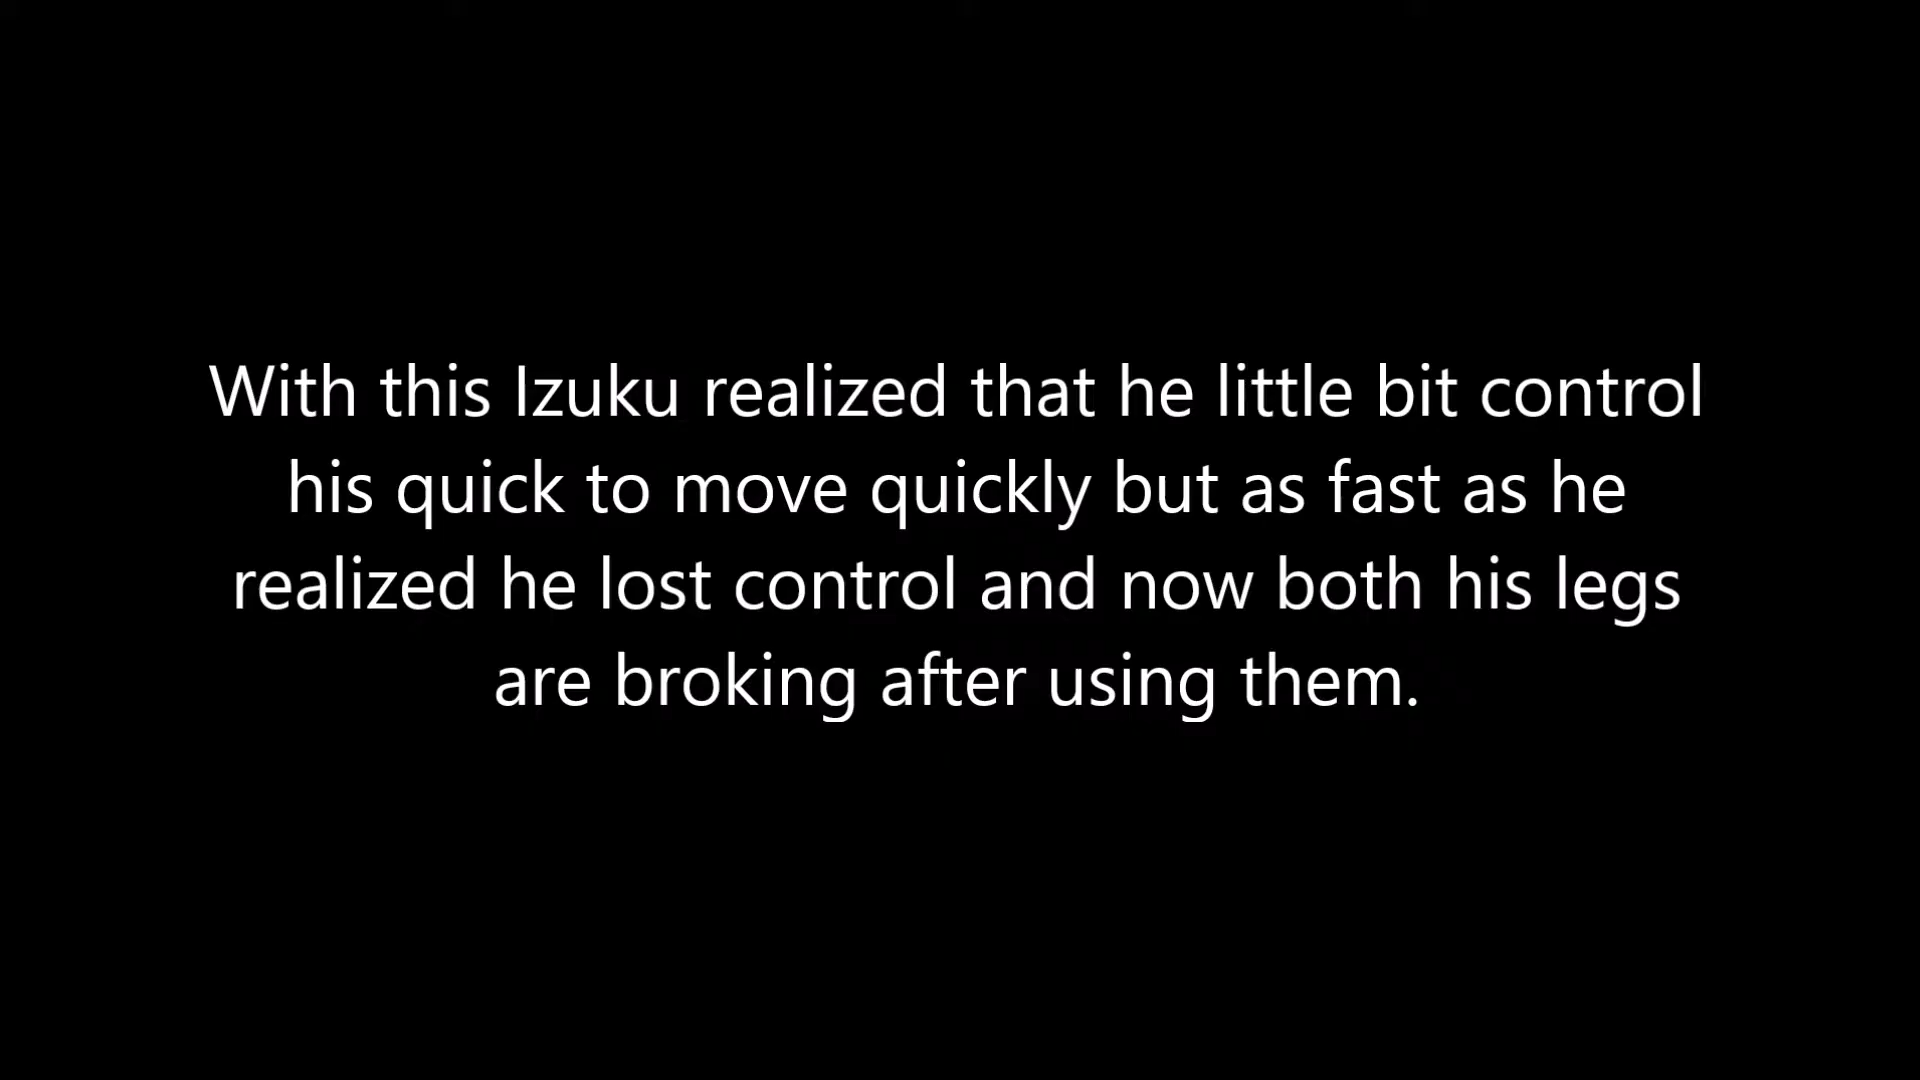 With this Izuku realized that he little bit control
his quick to move quickly but as fast as he
realized he lost control and now both his legs
are broking after using them.